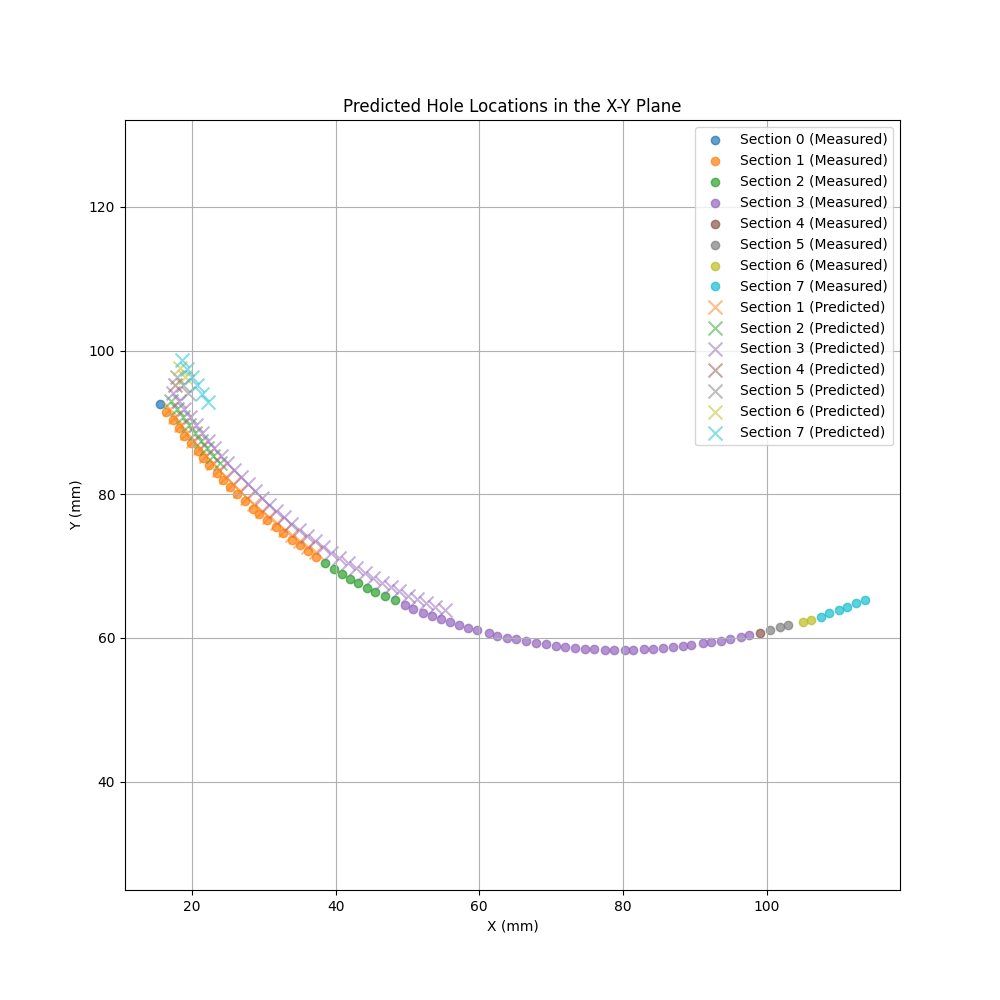 Predicted Hole Locations in the X-Y Plane
Section 0 (Measured)
Section 1 (Measured)
Section 2 (Measured)
Section 3 (Measured)
Section 4 (Measured)
Section 5 (Measured)
Section 6 (Measured)
Section 7 (Measured)
Section 1 (Predicted)
Section 2 (Predicted)
Section 3 (Predicted)
Section 4 (Predicted)
Section 5 (Predicted)
Section 6 (Predicted)
Section 7 (Predicted)
120
100
80
60
40
Y (mm)
20 40 60 80 100
X (mm)